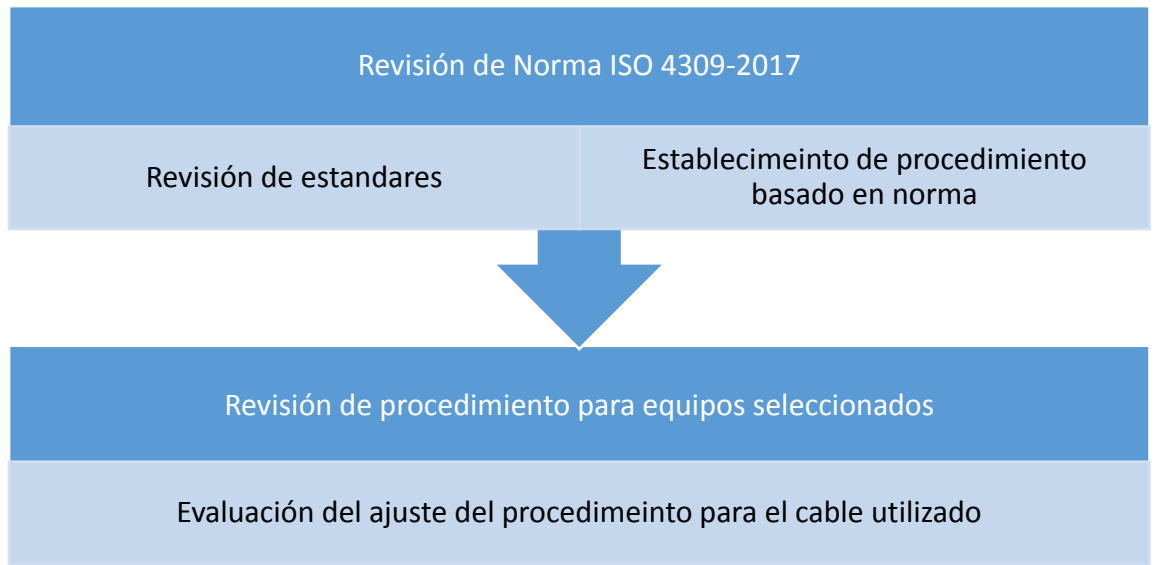 Revisión de Norma ISO 4309-2017
Revisión de estandares
Establecimeinto de procedimiento
basado en norma
Revisión de procedimiento para equipos seleccionados
Evaluación del ajuste del procedimeinto para el cable utilizado